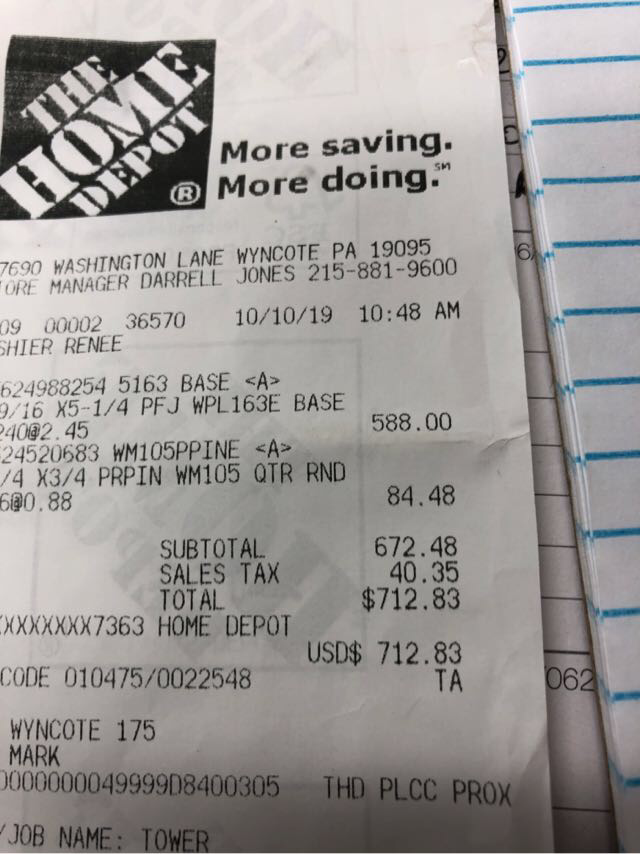 THE
HOME
DEPOT
®
More saving.
More doing.℠
7690 WASHINGTON LANE WYNCOTE PA 19095
ORE MANAGER DARRELL JONES 215-881-9600
09 00002 36570 10/10/19 10:48 AM
SHIER RENEE
624988254 5163 BASE <A>
9/16 X5-1/4 PFJ WPL163E BASE
240@2.45 588.00
24520683 WM105PPINE <A>
/4 X3/4 PRPIN WM105 QTR RND
6@0.88 84.48
SUBTOTAL 672.48
SALES TAX 40.35
TOTAL $712.83
XXXXXXXX7363 HOME DEPOT
USD$ 712.83
CODE 010475/0022548 TA
WYNCOTE 175
MARK
0000000049999D8400305 THD PLCC PROX
/JOB NAME: TOWER
062